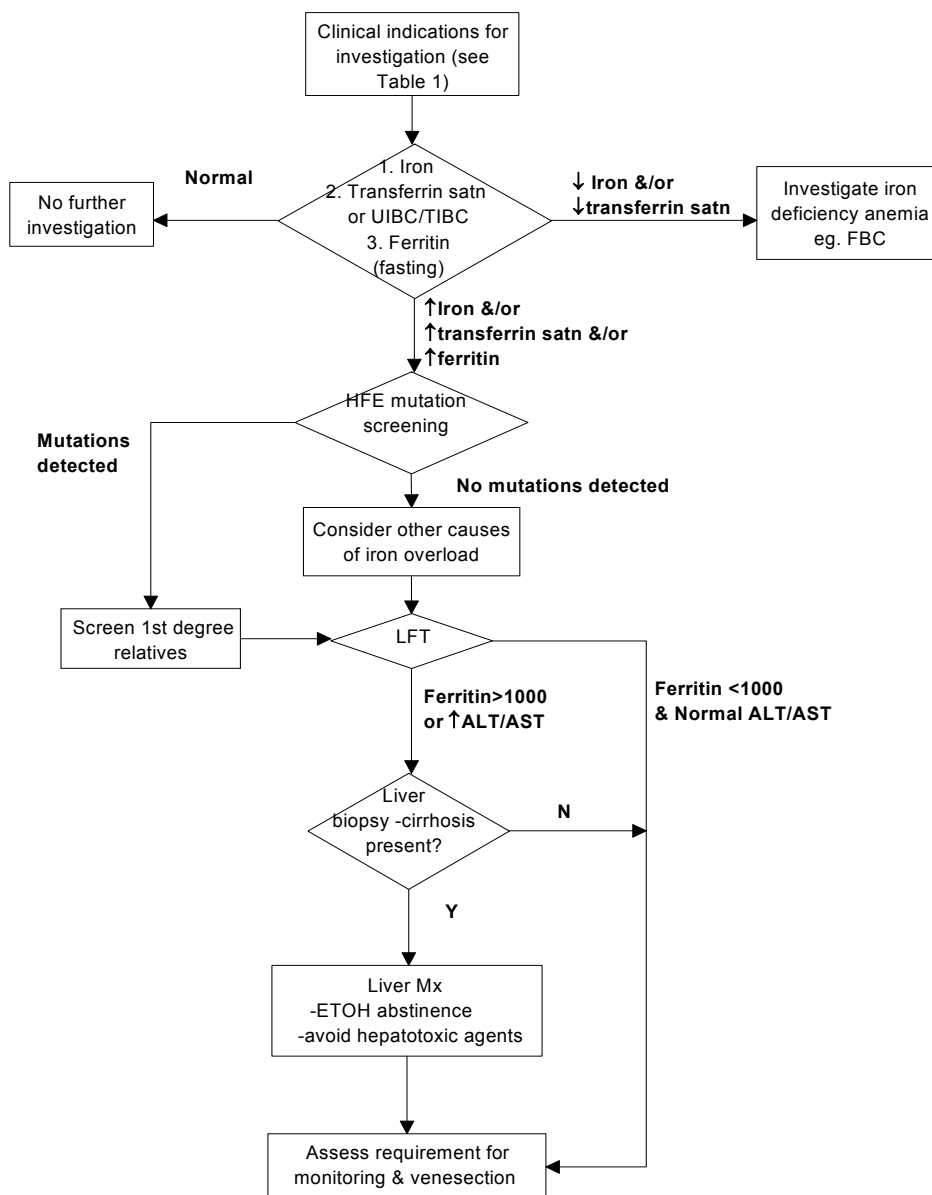 Clinical indications for
investigation (see
Table 1)
1. Iron
2. Transferrin satn
or UIBC/TIBC
3. Ferritin
(fasting)
Normal
No further
investigation
↓ Iron &/or
↓transferrin satn
Investigate iron
deficiency anemia
eg. FBC
↑Iron &/or
↑transferrin satn &/or
↑ferritin
HFE mutation
screening
Mutations
detected
No mutations detected
Consider other causes
of iron overload
Screen 1st degree
relatives
LFT
Ferritin>1000
or ↑ALT/AST
Ferritin <1000
& Normal ALT/AST
Liver
biopsy -cirrhosis
present?
N
Y
Liver Mx
-ETOH abstinence
-avoid hepatotoxic agents
Assess requirement for
monitoring & venesection